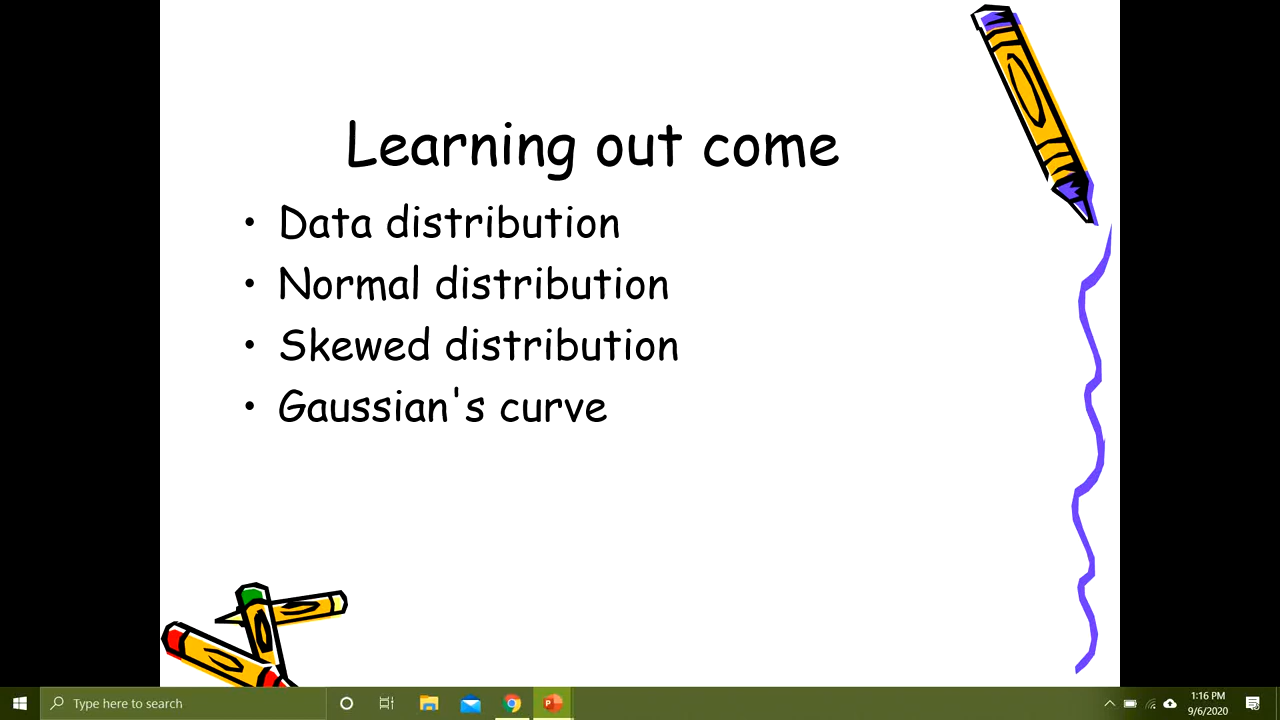 Learning out come
• Data distribution
• Normal distribution
• Skewed distribution
• Gaussian's curve
Type here to search
1:16 PM
9/6/2020